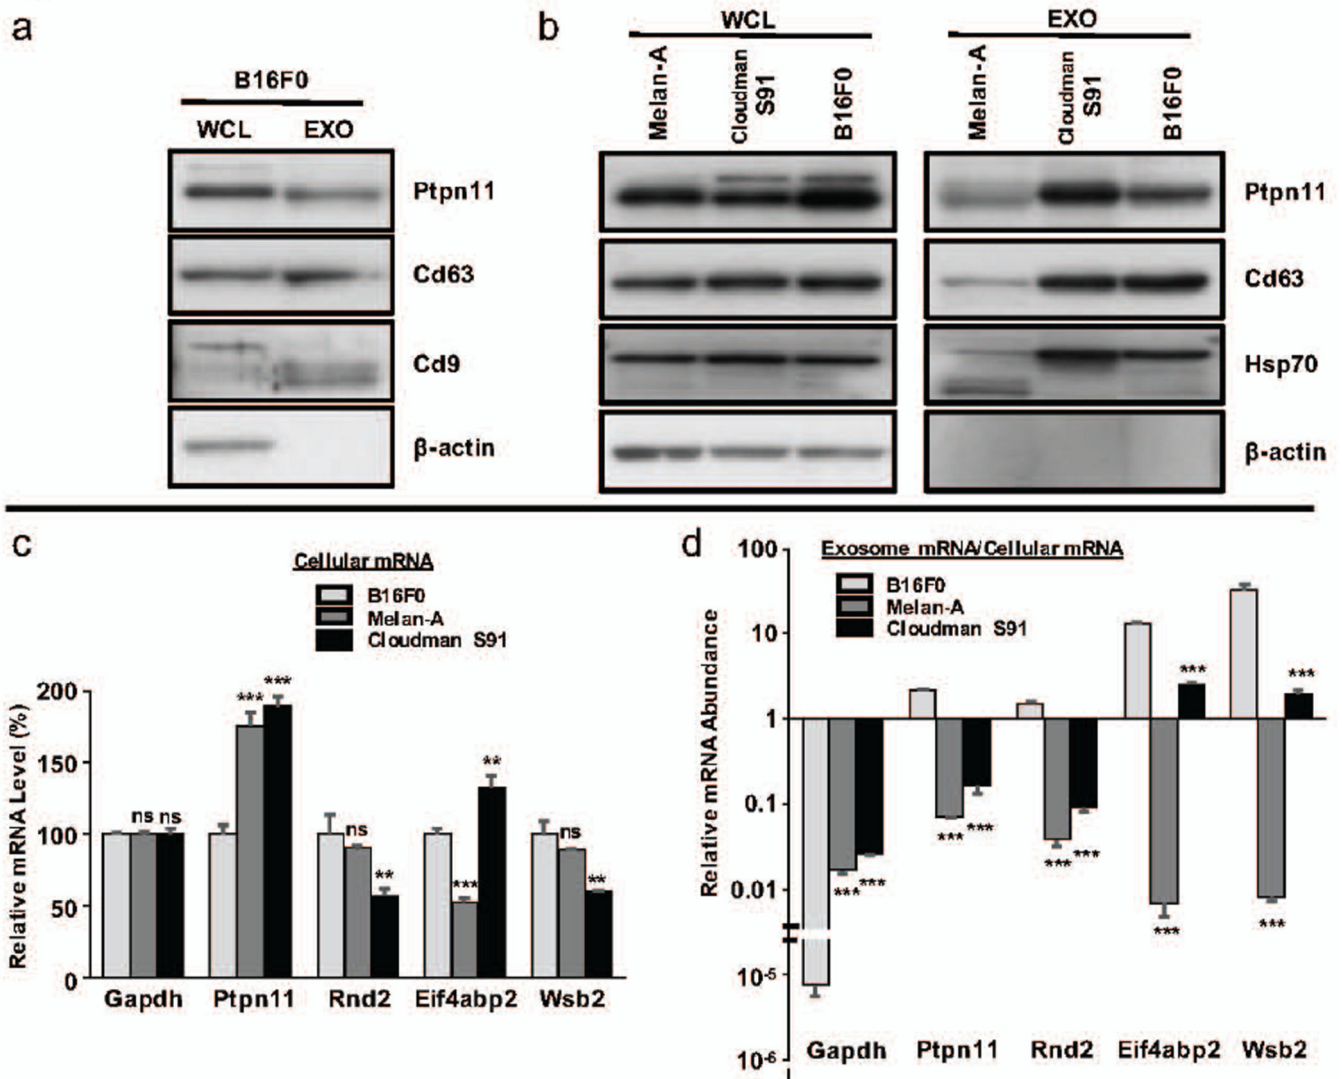 a
B16F0
WCL EXO
Ptpn11
Cd63
Cd9
β-actin
b
WCL EXO
Melan-A Cloudman S91 B16F0 Melan-A Cloudman S91 B16F0
Ptpn11
Cd63
Hsp70
β-actin
c
Cellular mRNA
B16F0
Melan-A
Cloudman S91
Relative mRNA Level (%)
200
150
100
50
0
ns ns
*** ***
ns **
*** **
ns **
Gapdh Ptpn11 Rnd2 Eif4abp2 Wsb2
d
Exosome mRNA/Cellular mRNA
B16F0
Melan-A
Cloudman S91
Relative mRNA Abundance
100
10
1
0.1
0.01
10-5
10-6
*** ***
*** ***
*** ***
*** ***
*** ***
Gapdh Ptpn11 Rnd2 Eif4abp2 Wsb2